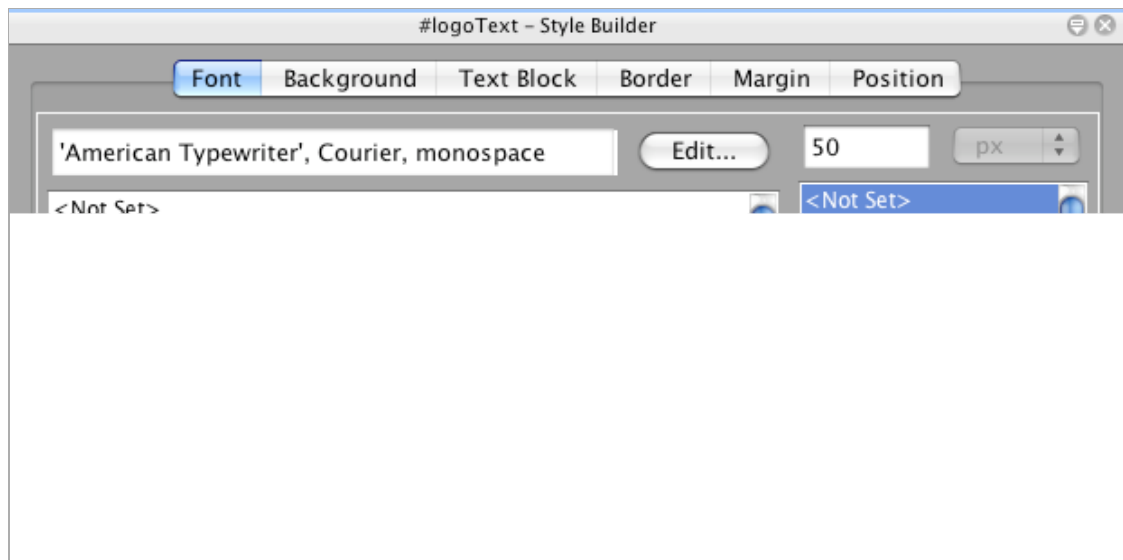 #logoText – Style Builder
Font Background Text Block Border Margin Position
'American Typewriter', Courier, monospace Edit... 50 px
<Not Set> <Not Set>